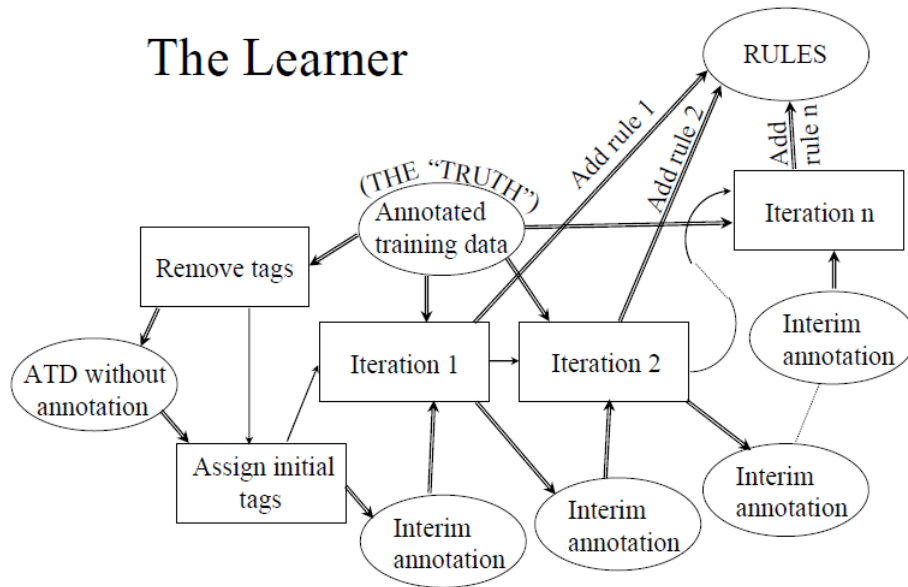 The Learner
RULES
Add rule 1
Add rule 2
Add
rule n
(THE “TRUTH”)
Annotated
training data
Iteration n
Remove tags
Interim
annotation
Iteration 1
Iteration 2
ATD without
annotation
Assign initial
tags
Interim
annotation
Interim
annotation
Interim
annotation